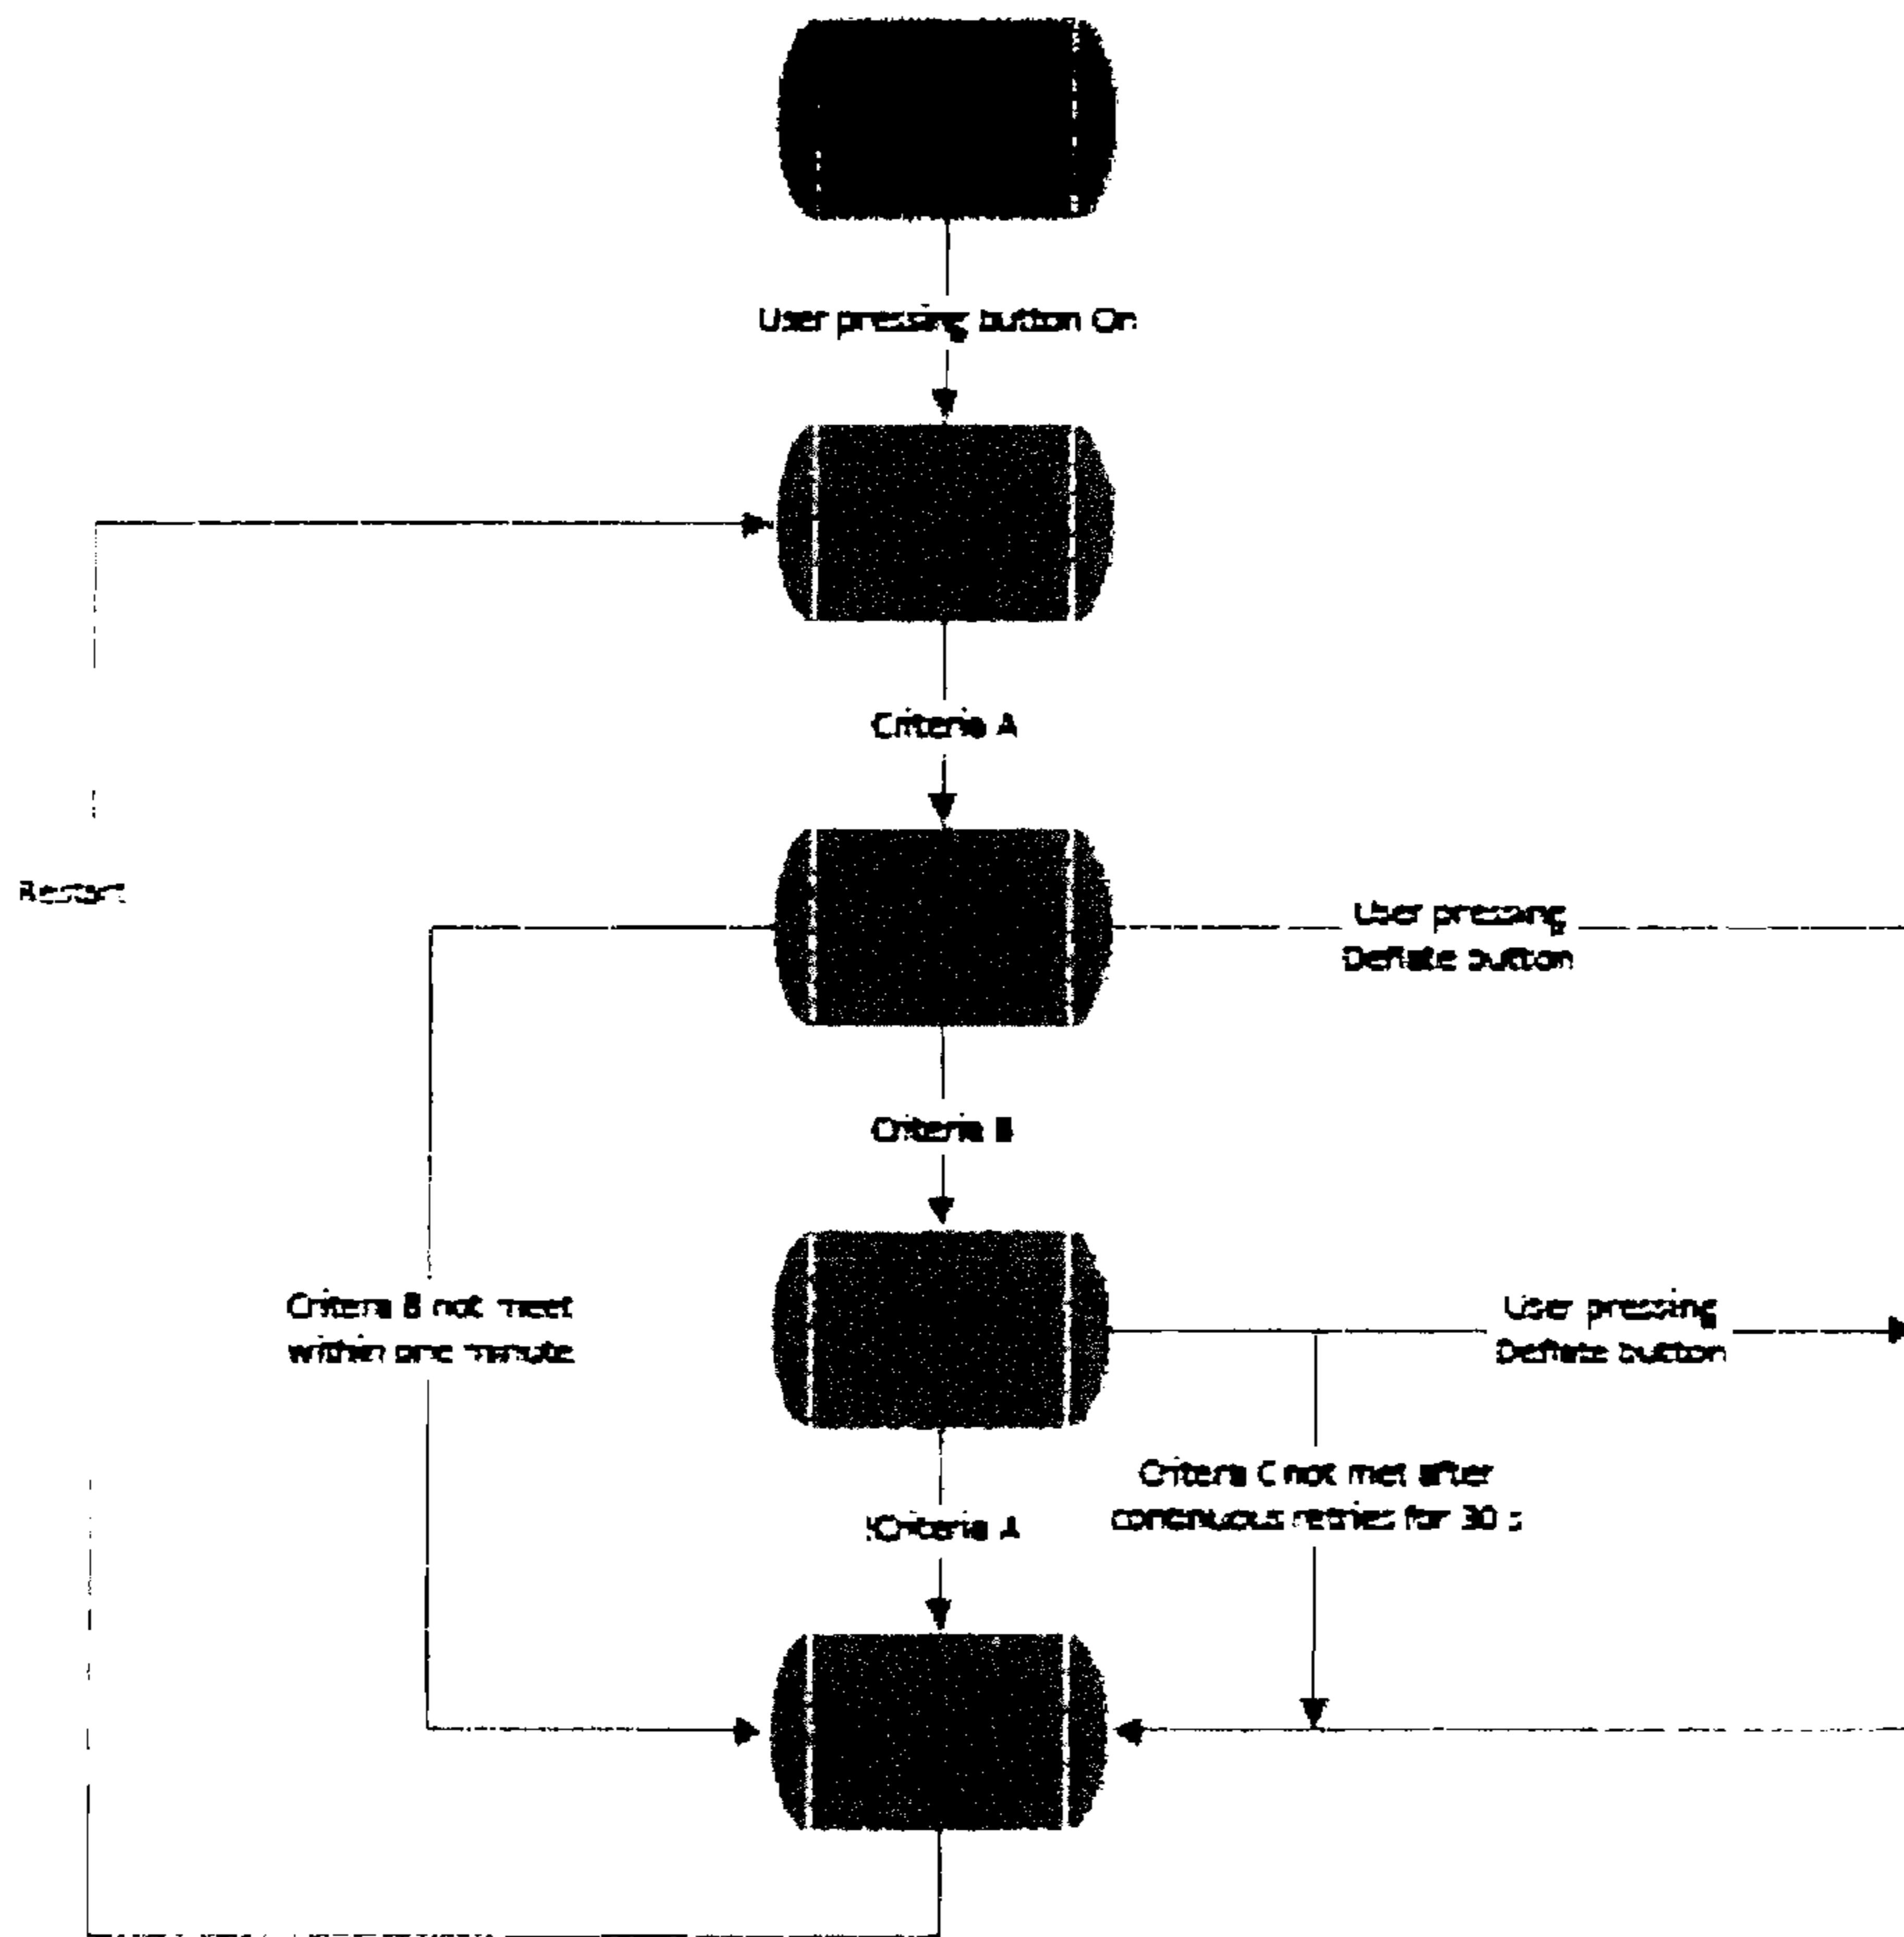 User pressing button On
Criteria A
Restart
User pressing
Deflate button
Criteria B
Criteria B not meet
within one minute
User pressing
Deflate button
Criteria C not met after
continuous retries for 30 s
!Criteria A